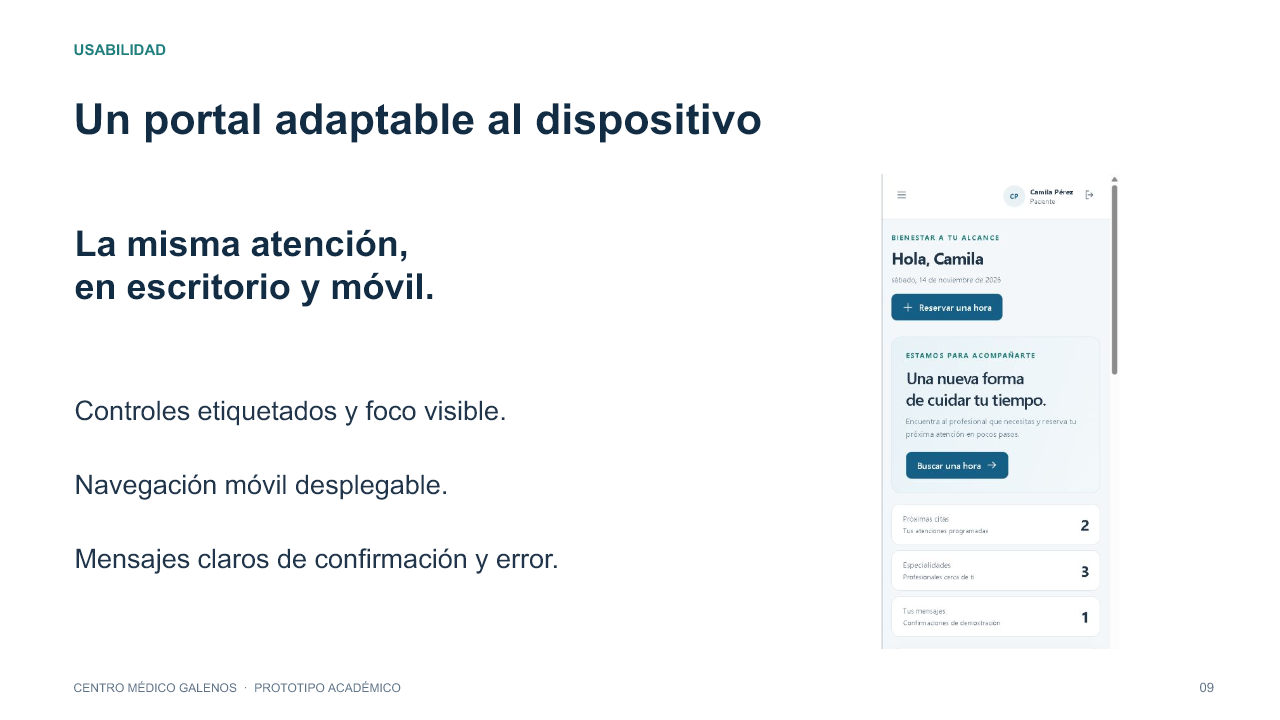 USABILIDAD
Un portal adaptable al dispositivo
La misma atención,
en escritorio y móvil.
Controles etiquetados y foco visible.
Navegación móvil desplegable.
Mensajes claros de confirmación y error.
CP
Camila Pérez
Paciente
BIENESTAR A TU ALCANCE
Hola, Camila
sábado, 14 de noviembre de 2026
Reservar una hora
ESTAMOS PARA ACOMPAÑARTE
Una nueva forma
de cuidar tu tiempo.
Encuentra al profesional que necesitas y reserva tu
próxima atención en pocos pasos.
Buscar una hora
Próximas citas
Tus atenciones programadas
2
Especialidades
Profesionales cerca de ti
3
Tus mensajes
Confirmaciones de demostración
1
CENTRO MÉDICO GALENOS · PROTOTIPO ACADÉMICO
09